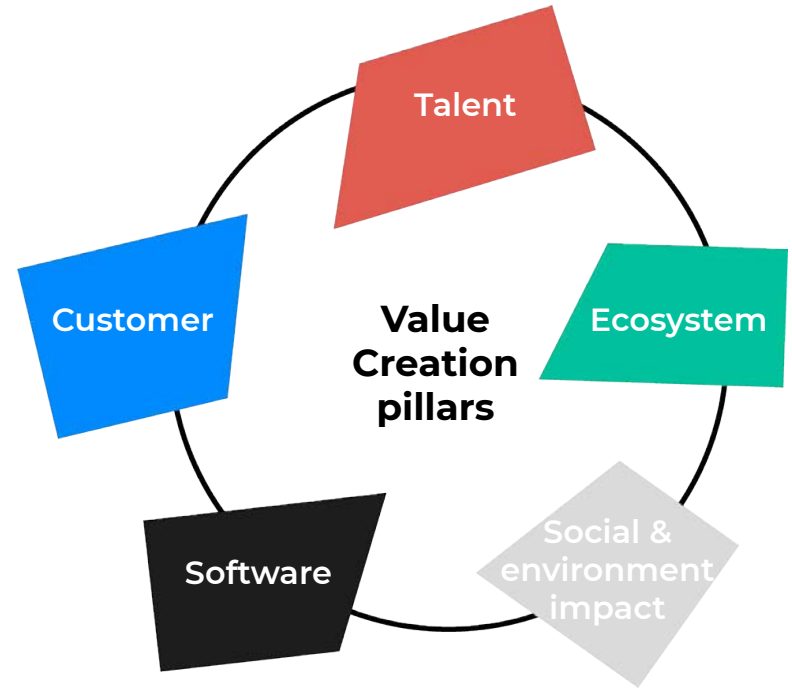 Talent
Customer
Value
Creation
pillars
Ecosystem
Software
Social &
environment
impact